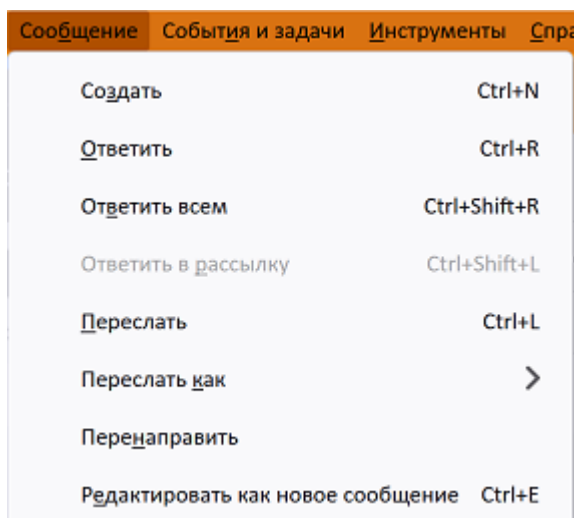 Сообщение События и задачи Инструменты Спра
Создать Ctrl+N
Ответить Ctrl+R
Ответить всем Ctrl+Shift+R
Ответить в рассылку Ctrl+Shift+L
Переслать Ctrl+L
Переслать как
Перенаправить
Редактировать как новое сообщение Ctrl+E